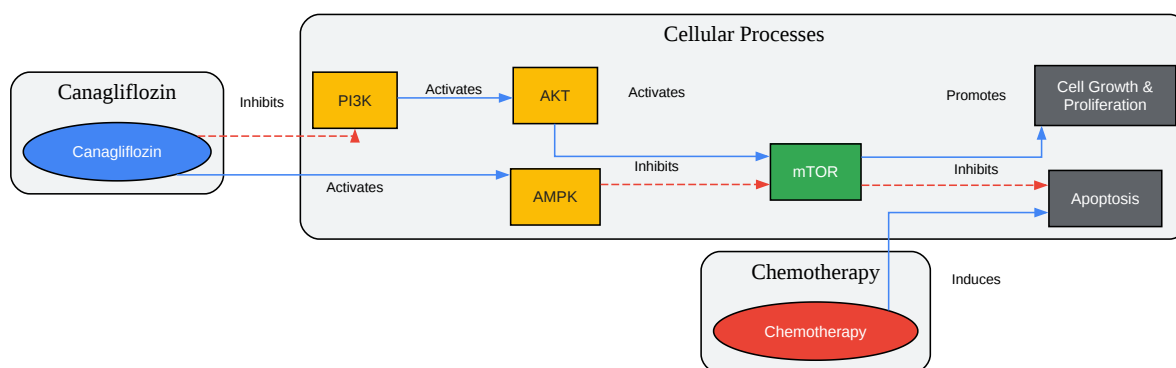 Cellular Processes
Canagliflozin
Canagliflozin
Inhibits
PI3K
Activates
AKT
Activates
Promotes
Cell Growth &
Proliferation
Activates
AMPK
Inhibits
mTOR
Inhibits
Apoptosis
Chemotherapy
Chemotherapy
Induces